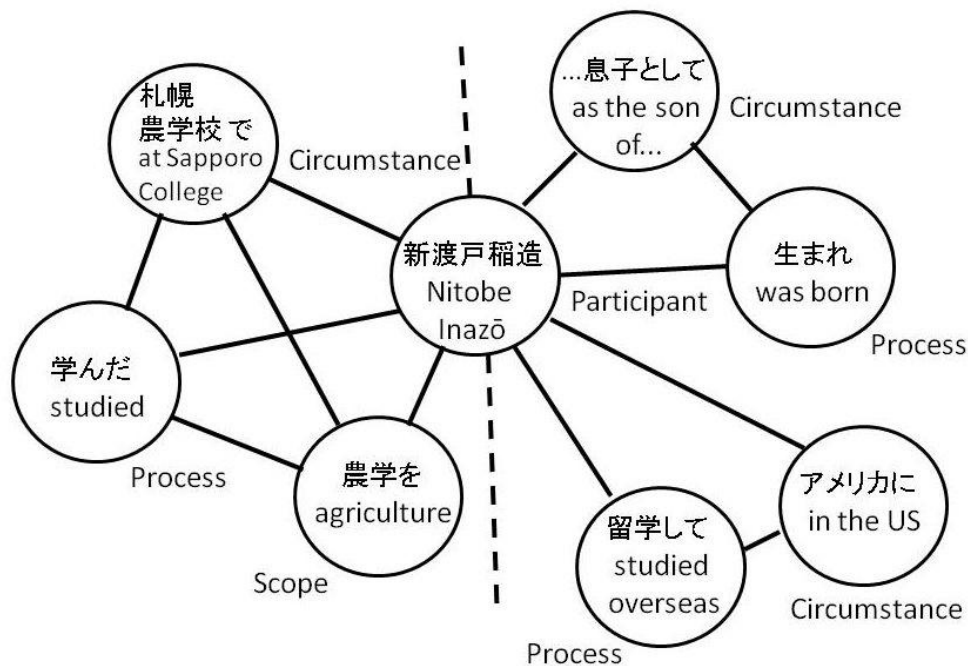 札幌
農学校で
at Sapporo
College
Circumstance
...息子として
as the son
of...
Circumstance
新渡戸稲造
Nitobe
Inazō
Participant
生まれ
was born
Process
学んだ
studied
Process
農学を
agriculture
Scope
留学して
studied
overseas
Process
アメリカに
in the US
Circumstance